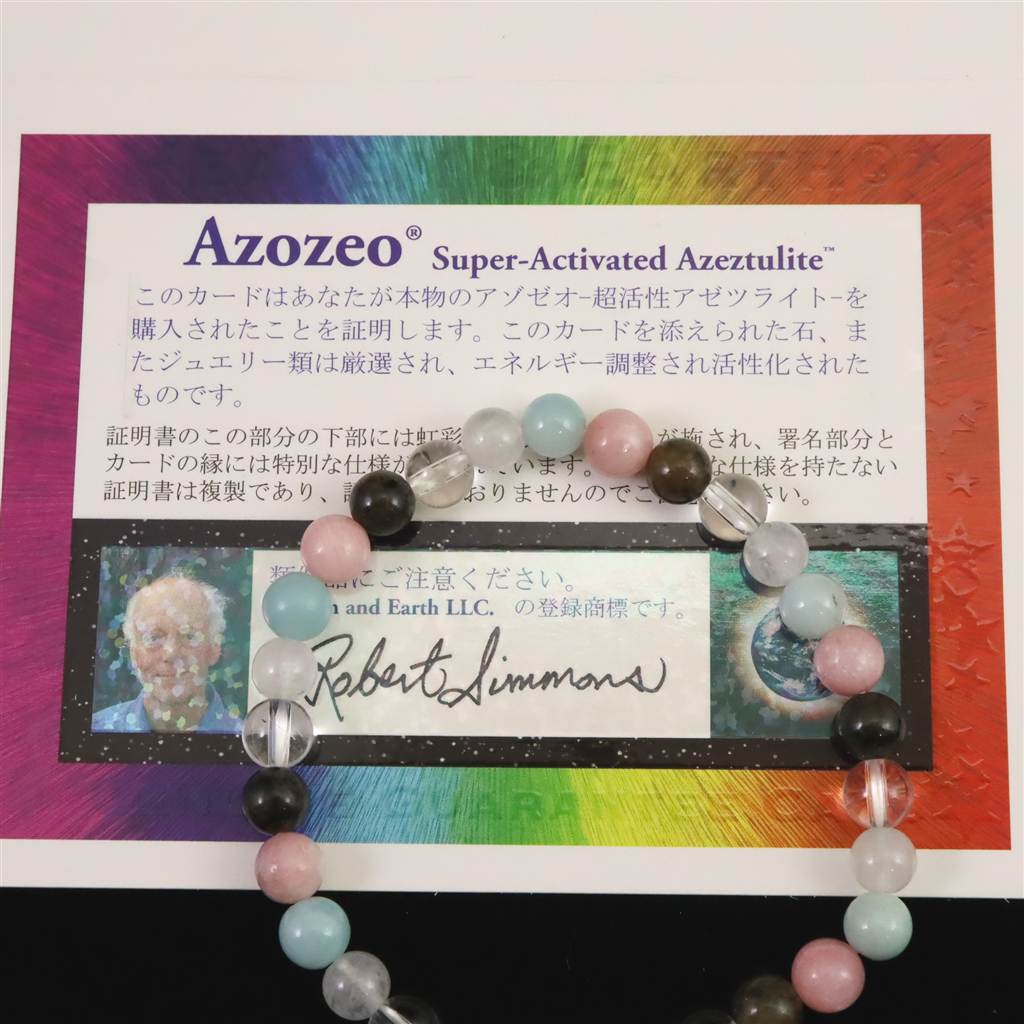 Azozeo® Super-Activated Azeztulite™
このカードはあなたが本物のアゾゼオ-超活性アゼツライト-を
購入されたことを証明します。このカードを添えられた石、ま
たジュエリー類は厳選され、エネルギー調整され活性化された
ものです。
証明書のこの部分の下部には虹彩 が施され、署名部分と
カードの縁には特別な仕様が ています。 な仕様を持たない
証明書は複製であり、 おりませんのでご さい。
にご注意ください。
and Earth LLC. の登録商標です。
Robert Simmons
GUARANTEE